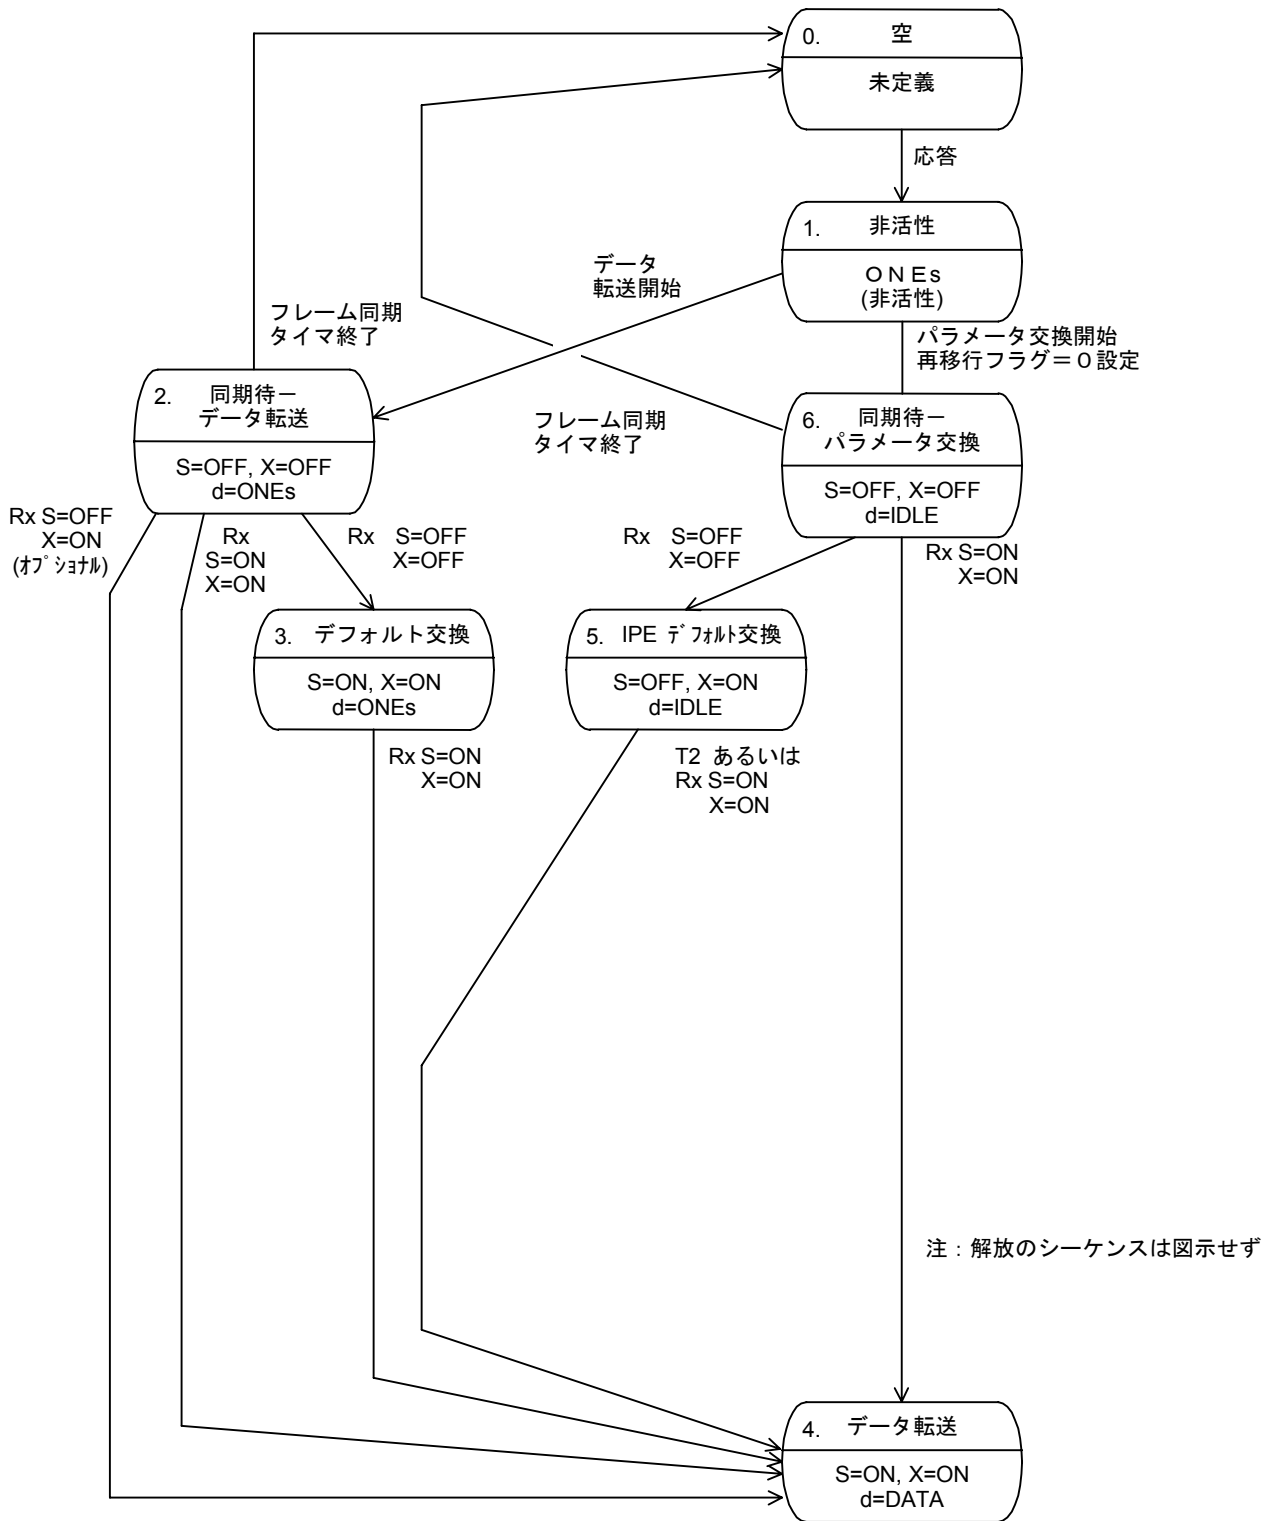 0. 空
未定義
応答
1. 非活性
ＯＮＥs
(非活性)
データ
転送開始
フレーム同期
タイマ終了
パラメータ交換開始
再移行フラグ＝０設定
2. 同期待－
データ転送
S=OFF, X=OFF
d=ONEs
フレーム同期
タイマ終了
6. 同期待－
パラメータ交換
S=OFF, X=OFF
d=IDLE
Rx S=OFF
X=ON
(ｵﾌﾟｼｮﾅﾙ)
Rx
S=ON
X=ON
Rx S=OFF
X=OFF
Rx S=OFF
X=OFF
Rx S=ON
X=ON
3. デフォルト交換
S=ON, X=ON
d=ONEs
5. IPE ﾃﾞﾌｫﾙﾄ交換
S=OFF, X=ON
d=IDLE
Rx S=ON
X=ON
T2 あるいは
Rx S=ON
X=ON
注：解放のシーケンスは図示せず
4. データ転送
S=ON, X=ON
d=DATA